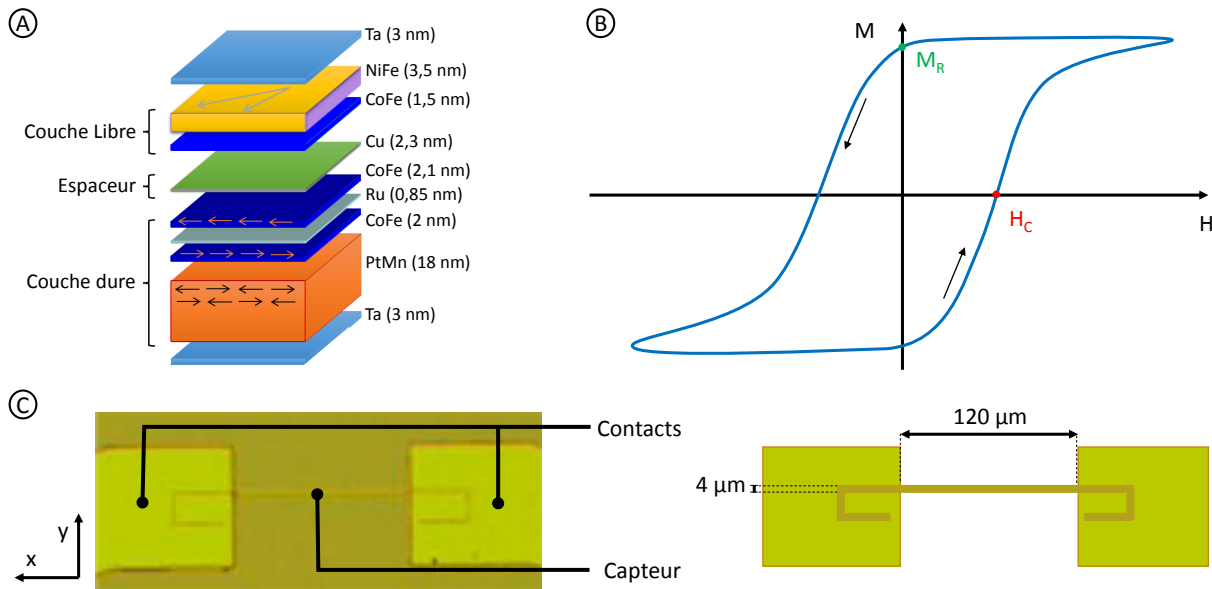 A
Ta (3 nm)
NiFe (3,5 nm)
CoFe (1,5 nm)
Couche Libre
Cu (2,3 nm)
CoFe (2,1 nm)
Espaceur
Ru (0,85 nm)
CoFe (2 nm)
PtMn (18 nm)
Couche dure
Ta (3 nm)
B
M
M_R
H_C
H
C
Contacts
Capteur
y
x
120 µm
4 µm